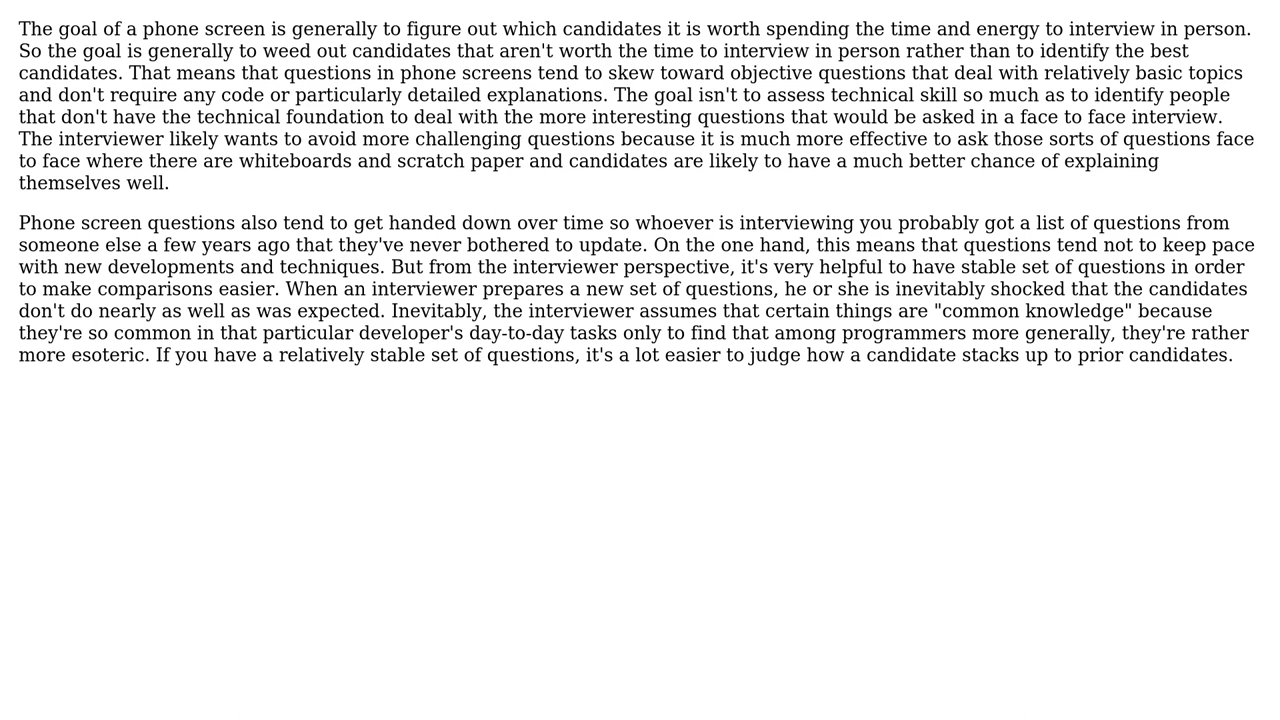 The goal of a phone screen is generally to figure out which candidates it is worth spending the time and energy to interview in person.
So the goal is generally to weed out candidates that aren't worth the time to interview in person rather than to identify the best
candidates. That means that questions in phone screens tend to skew toward objective questions that deal with relatively basic topics
and don't require any code or particularly detailed explanations. The goal isn't to assess technical skill so much as to identify people
that don't have the technical foundation to deal with the more interesting questions that would be asked in a face to face interview.
The interviewer likely wants to avoid more challenging questions because it is much more effective to ask those sorts of questions face
to face where there are whiteboards and scratch paper and candidates are likely to have a much better chance of explaining
themselves well.
Phone screen questions also tend to get handed down over time so whoever is interviewing you probably got a list of questions from
someone else a few years ago that they've never bothered to update. On the one hand, this means that questions tend not to keep pace
with new developments and techniques. But from the interviewer perspective, it's very helpful to have stable set of questions in order
to make comparisons easier. When an interviewer prepares a new set of questions, he or she is inevitably shocked that the candidates
don't do nearly as well as was expected. Inevitably, the interviewer assumes that certain things are "common knowledge" because
they're so common in that particular developer's day-to-day tasks only to find that among programmers more generally, they're rather
more esoteric. If you have a relatively stable set of questions, it's a lot easier to judge how a candidate stacks up to prior candidates.